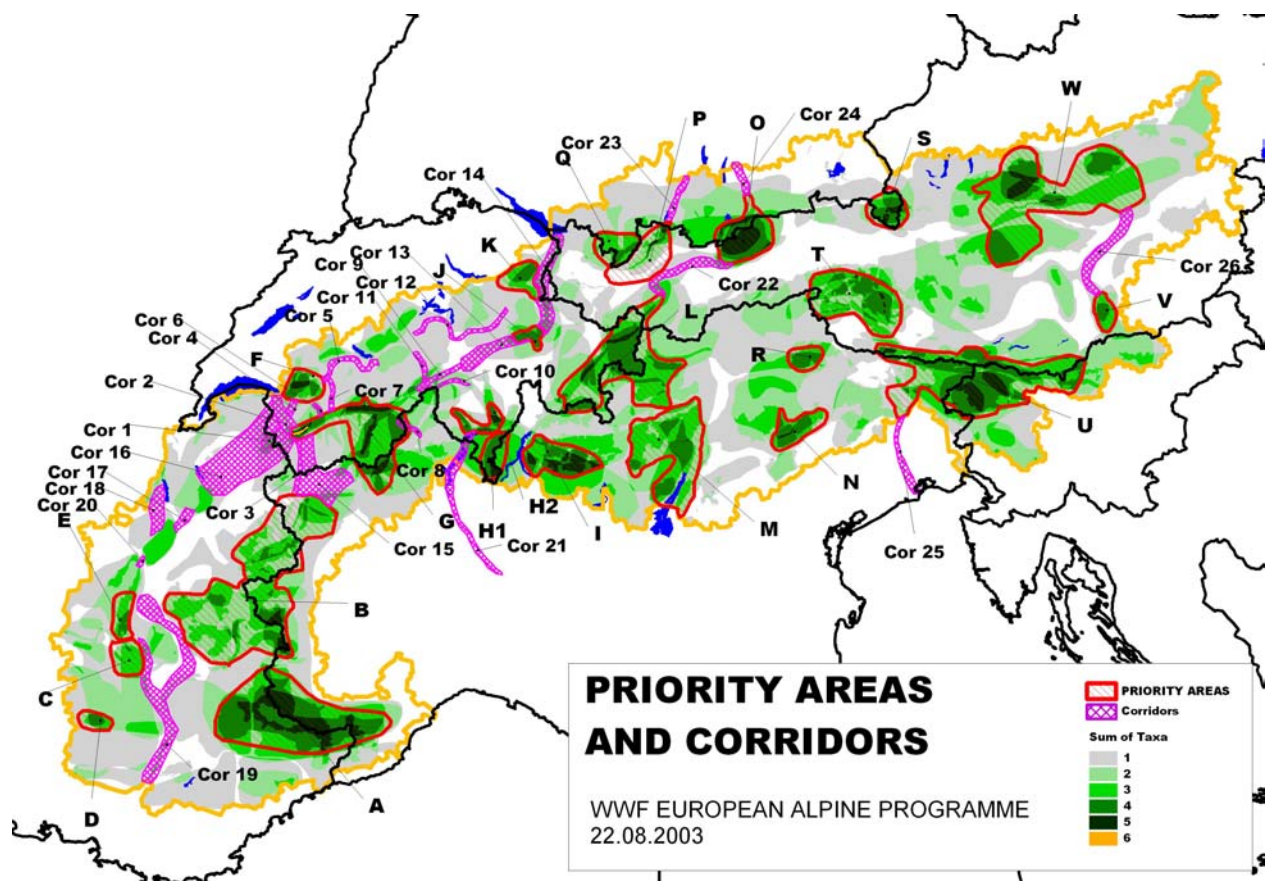 W
P
O
Cor 24
Cor 23
S
Q
Cor 14
K
Cor 13
J
Cor 9
Cor 12
T
Cor 26
Cor 22
Cor 11
Cor 5
L
V
Cor 6
Cor 4
F
R
Cor 10
Cor 2
Cor 7
Cor 1
U
Cor 16
Cor 8
Cor 17
Cor 18
Cor 20
E
Cor 3
G
H1
H2
I
M
N
Cor 15
Cor 21
Cor 25
B
C
Cor 19
D
A
PRIORITY AREAS
AND CORRIDORS
WWF EUROPEAN ALPINE PROGRAMME
22.08.2003
PRIORITY AREAS
Corridors
Sum of Taxa
1
2
3
4
5
6